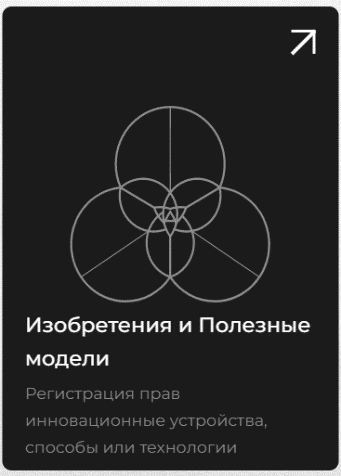 Изобретения и Полезные
модели
Регистрация прав
инновационные устройства,
способы или технологии